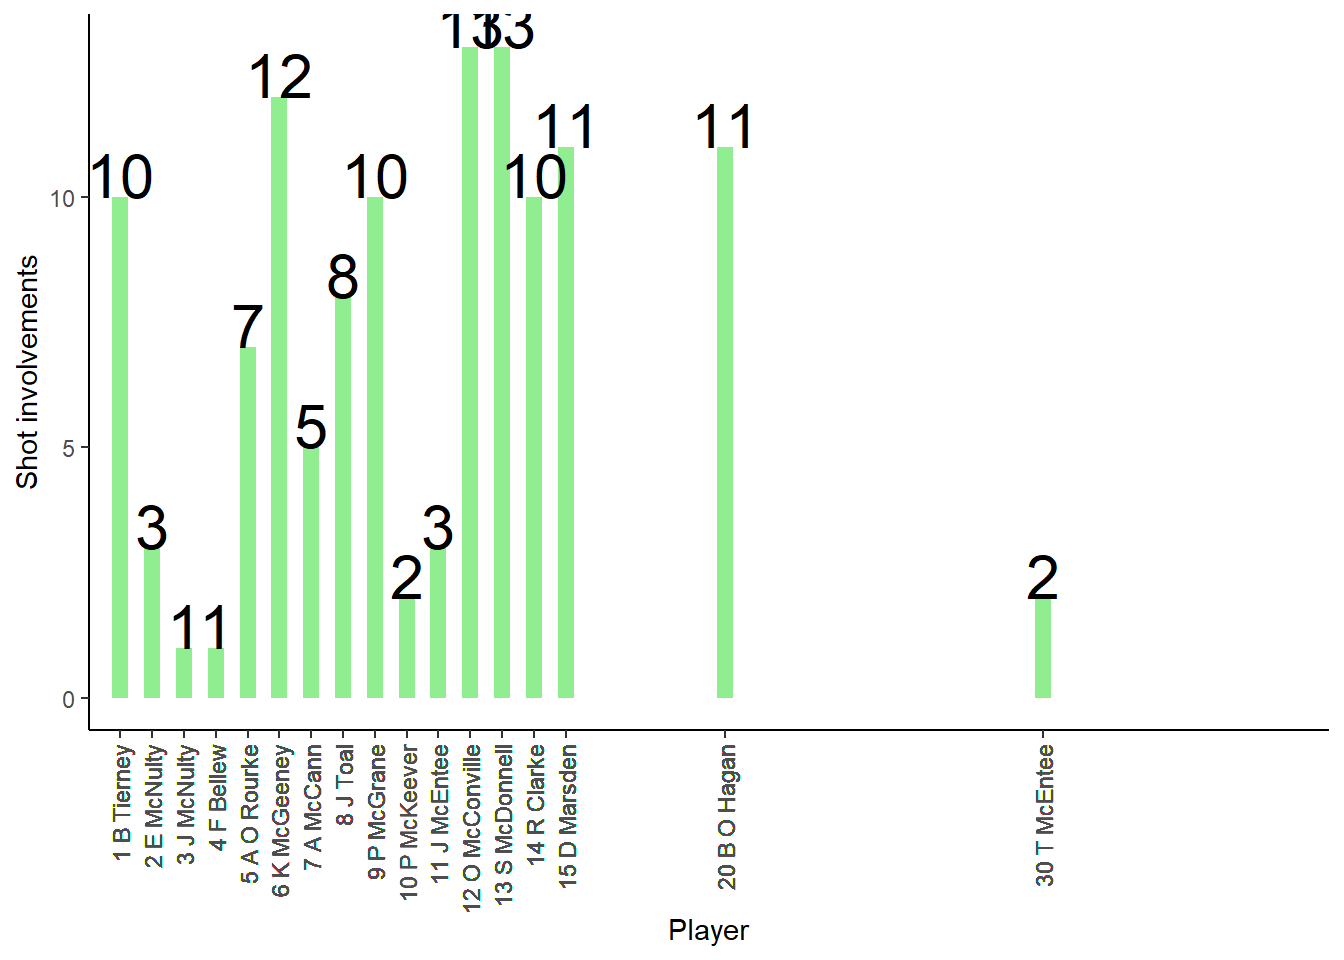 13
13
12
11
11
10
10
10
8
7
5
3
3
2
2
1
1
10
5
0
Shot involvements
1 B Tierney
2 E McNulty
3 J McNulty
4 F Bellew
5 A O Rourke
6 K McGeeney
7 A McCann
8 J Toal
9 P McGrane
10 P McKeever
11 J McEntee
12 O McConville
13 S McDonnell
14 R Clarke
15 D Marsden
20 B O Hagan
30 T McEntee
Player